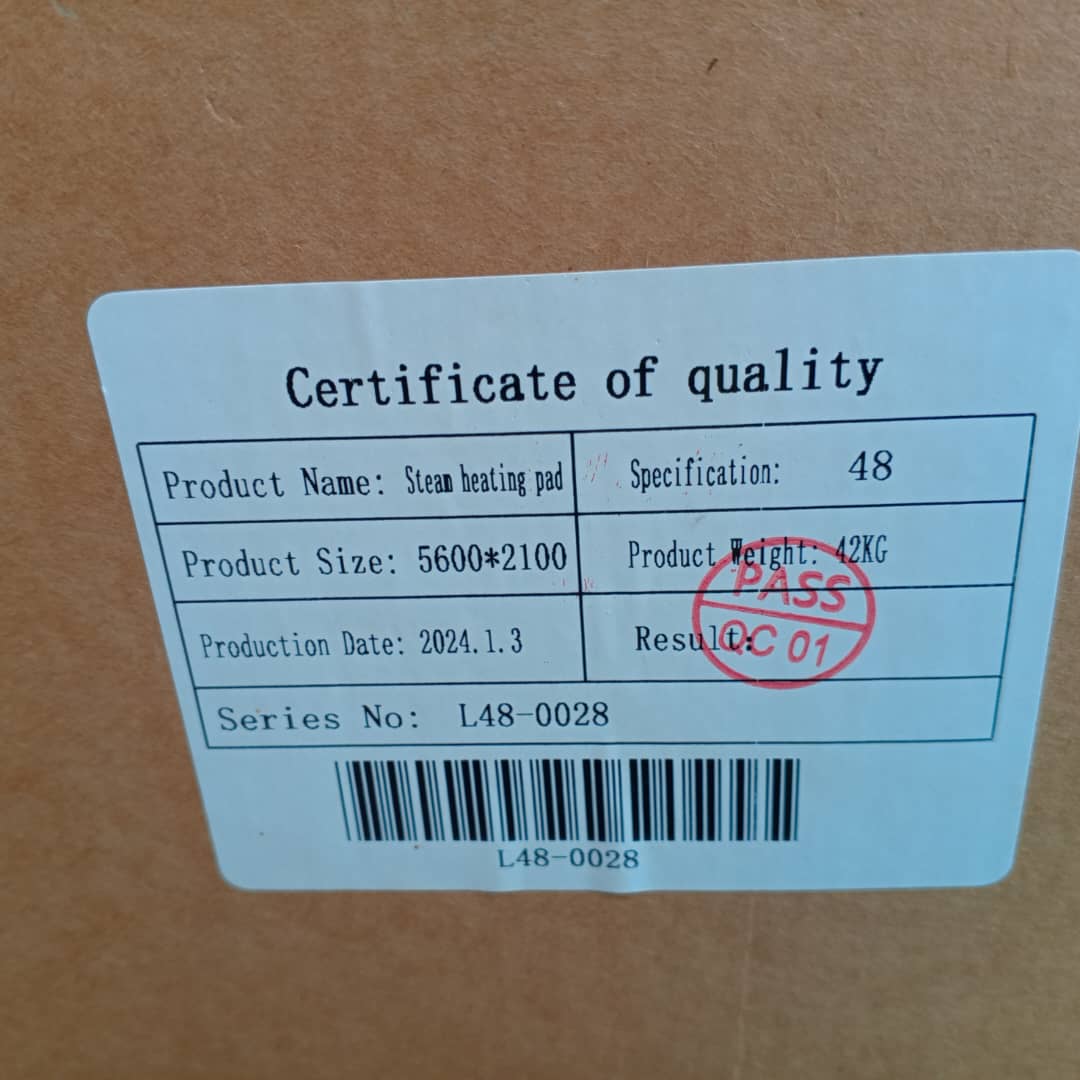 Certificate of quality
Product Name: Steam heating pad Specification: 48
Product Size: 5600*2100 Product Weight: 42KG
Production Date: 2024.1.3 Result:
PASS
QC 01
Series No: L48-0028
L48-0028